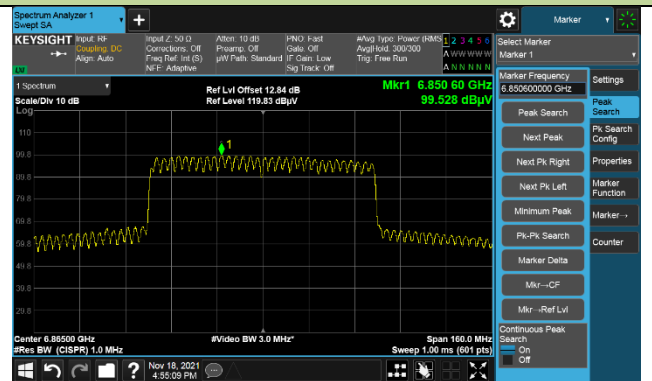 Spectrum Analyzer 1
Swept SA
Marker
KEYSIGHT
Input: RF
Coupling: DC
Align: Auto
Input Z: 50 Ω
Corrections: Off
Freq Ref: Int (S)
NFE: Adaptive
Atten: 10 dB
Preamp: Off
µW Path: Standard
PNO: Fast
Gate: Off
IF Gain: Low
Sig Track: Off
#Avg Type: Power (RMS
Avg|Hold: 300/300
Trig: Free Run
1 2 3 4 5 6
A W W W W W
A N N N N N
LM
Select Marker
Marker 1
1 Spectrum
Scale/Div 10 dB
Log
Ref Lvl Offset 12.84 dB
Ref Level 119.83 dBµV
Mkr1 6.850 60 GHz
99.528 dBµV
Marker Frequency
6.850600000 GHz
Peak Search
Next Peak
Next Pk Right
Next Pk Left
Minimum Peak
Pk-Pk Search
Marker Delta
Mkr→CF
Mkr→Ref Lvl
Continuous Peak
Search
On
Off
Settings
Peak
Search
Pk Search
Config
Properties
Marker
Function
Marker→
Counter
110
99.8
89.8
79.8
69.8
59.8
49.8
39.8
29.8
1
Center 6.86500 GHz
#Res BW (CISPR) 1.0 MHz
#Video BW 3.0 MHz*
Span 160.0 MHz
Sweep 1.00 ms (601 pts)
Nov 18, 2021
4:55:09 PM